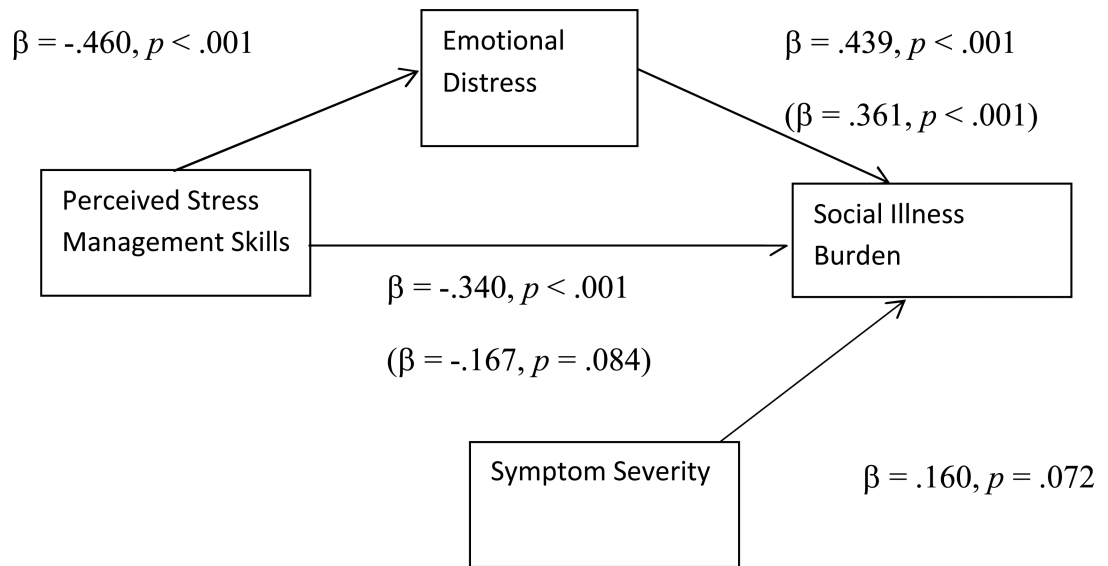 β = -.460, p < .001
Emotional
Distress
β = .439, p < .001
(β = .361, p < .001)
Perceived Stress
Management Skills
Social Illness
Burden
β = -.340, p < .001
(β = -.167, p = .084)
Symptom Severity
β = .160, p = .072